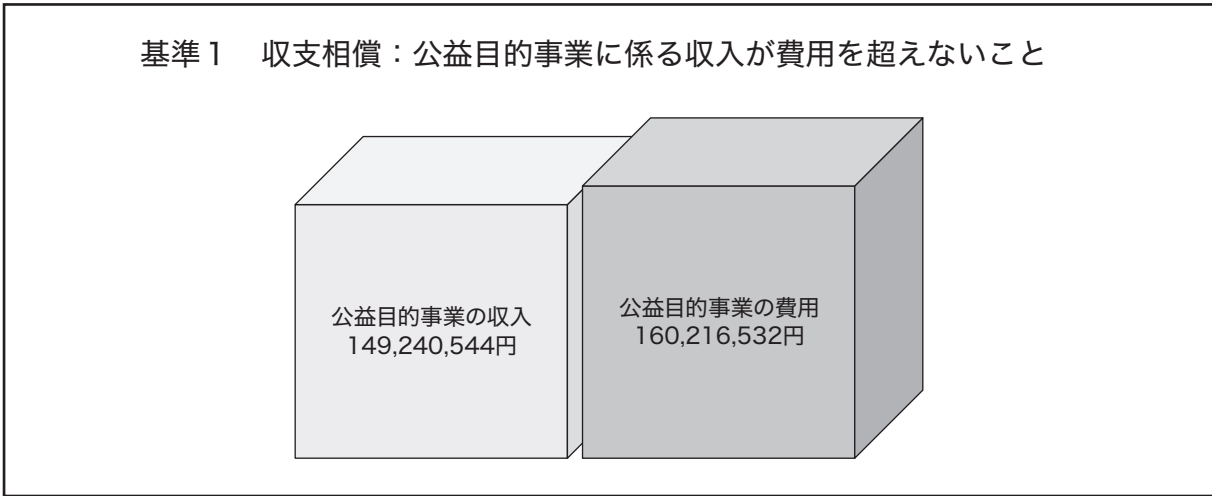 基準1　収支相償：公益目的事業に係る収入が費用を超えないこと
公益目的事業の収入
149,240,544円
公益目的事業の費用
160,216,532円